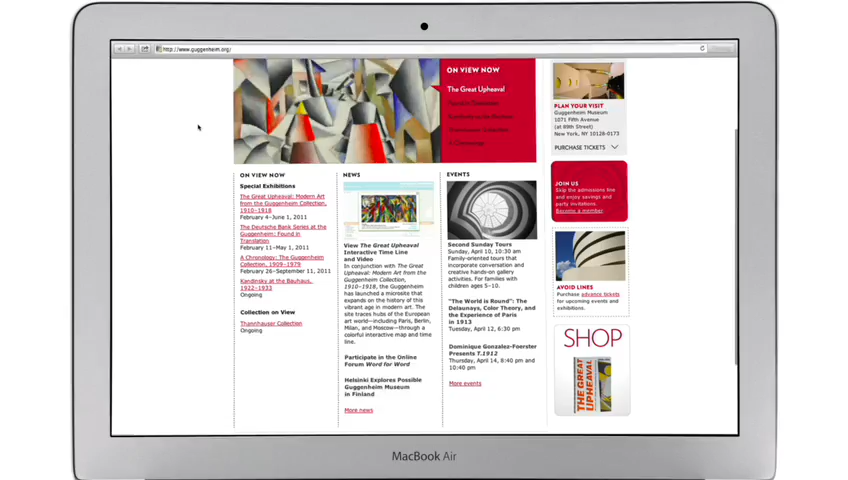 http://www.guggenheim.org/
ON VIEW NOW
The Great Upheaval
PLAN YOUR VISIT
Guggenheim Museum
1071 Fifth Avenue
(at 89th Street)
New York, NY 10128-0173
PURCHASE TICKETS
JOIN US
Skip the admissions line
and enjoy savings and
party invitations.
Become a member
AVOID LINES
Purchase advance tickets
for upcoming events and
exhibitions.
SHOP
THE GREAT
UPHEAVAL
ON VIEW NOW
Special Exhibitions
The Great Upheaval: Modern Art
from the Guggenheim Collection,
1910–1918
February 4–June 1, 2011
The Deutsche Bank Series at the
Guggenheim: Found in
Translation
February 11–May 1, 2011
A Chronology: The Guggenheim
Collection, 1909–1979
February 26–September 11, 2011
Kandinsky at the Bauhaus,
1922–1933
Ongoing
Collection on View
Thannhauser Collection
Ongoing
NEWS
View The Great Upheaval
Interactive Time Line
and Video
In conjunction with The Great
Upheaval: Modern Art from the
Guggenheim Collection,
1910–1918, the Guggenheim
has launched a microsite that
expands on the history of this
vibrant age in modern art. The
site traces hubs of the European
art world—including Paris, Berlin,
Milan, and Moscow—through a
colorful interactive map and time
line.
Participate in the Online
Forum Word for Word
Helsinki Explores Possible
Guggenheim Museum
in Finland
More news
EVENTS
Second Sunday Tours
Sunday, April 10, 10:30 am
Family-oriented tours that
incorporate conversation and
creative hands-on gallery
activities. For families with
children ages 5–10.
"The World is Round": The
Delaunays, Color Theory, and
the Experience of Paris
in 1913
Tuesday, April 12, 6:30 pm
Dominique Gonzalez-Foerster
Presents T.1912
Thursday, April 14, 8:40 pm and
10:40 pm
More events
MacBook Air